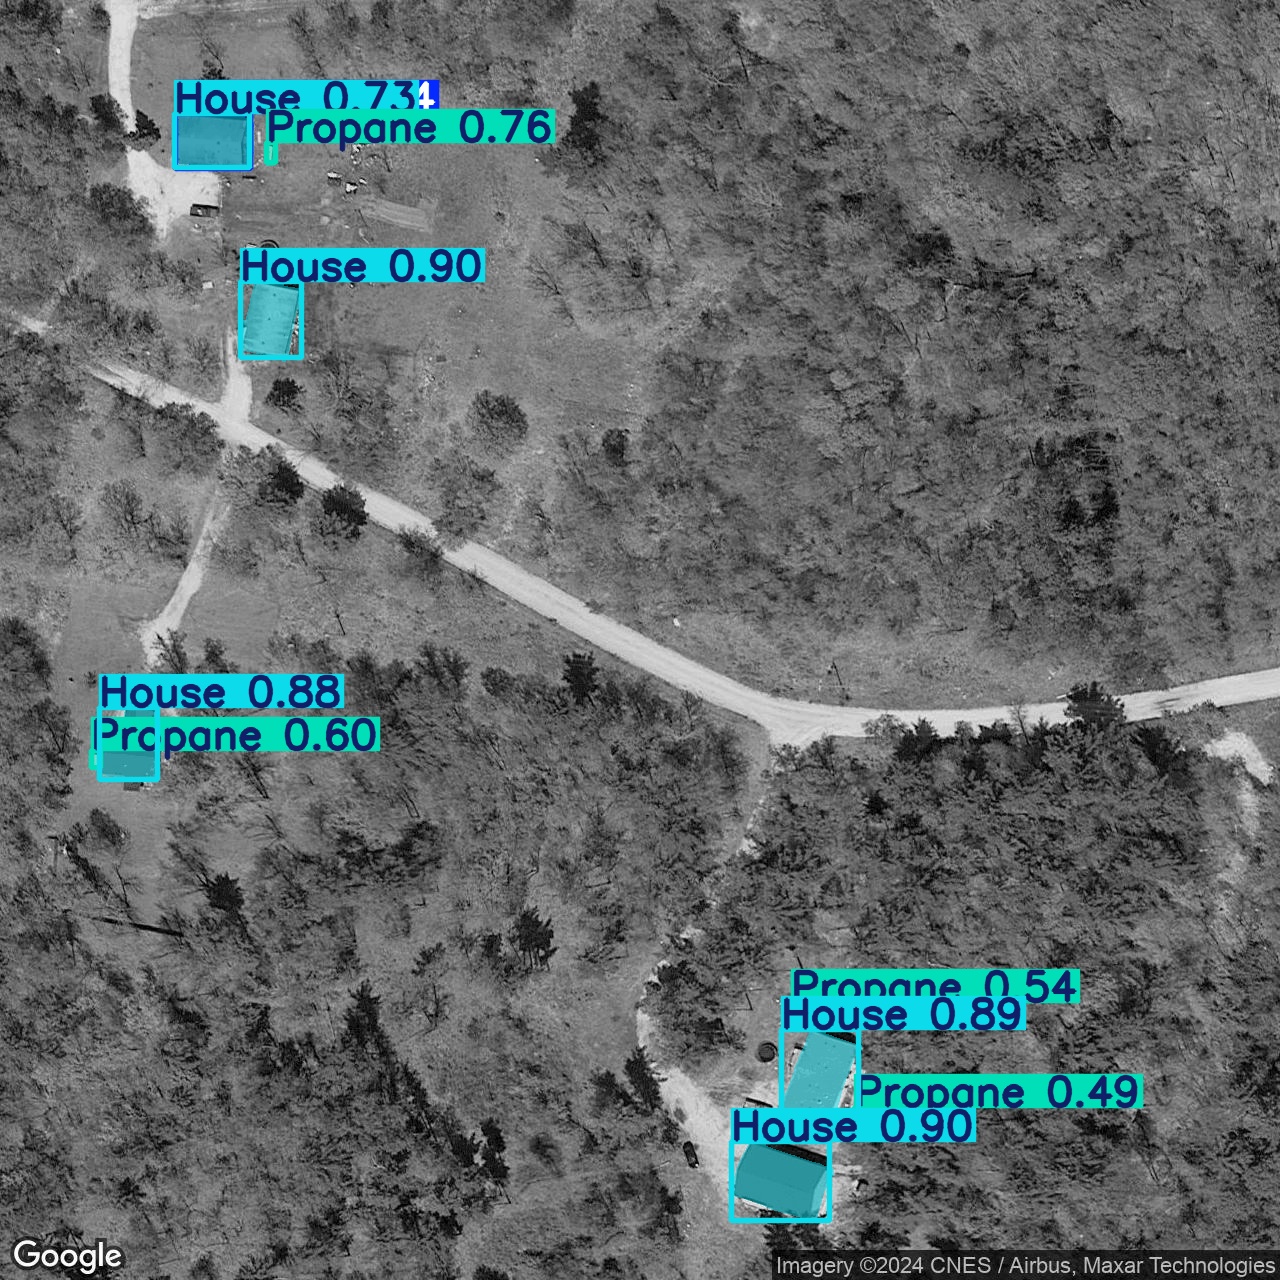 House 0.73
4
Propane 0.76
House 0.90
House 0.88
Propane 0.60
Propane 0.54
House 0.89
Propane 0.49
House 0.90
Google
Imagery ©2024 CNES / Airbus, Maxar Technologies